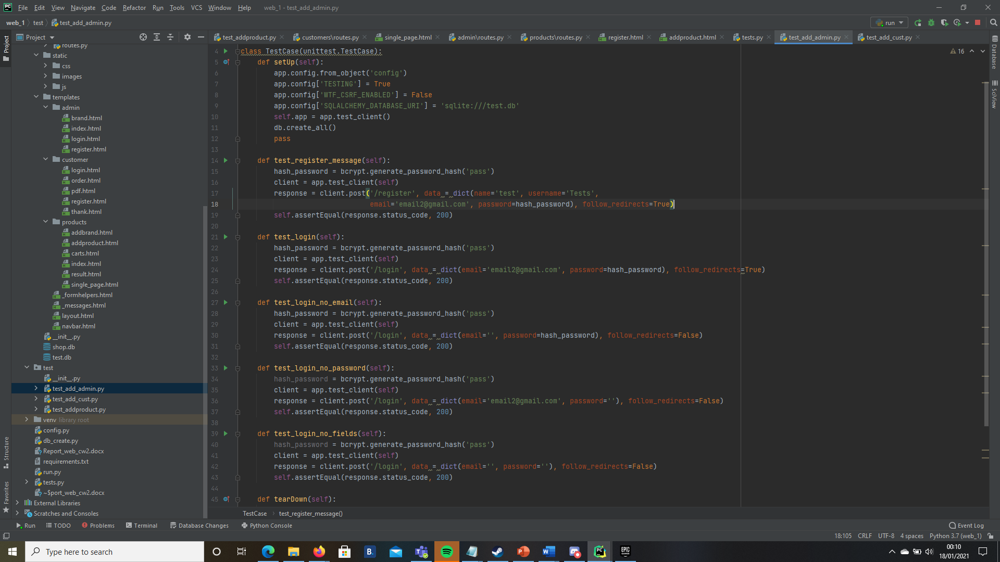 File Edit View Navigate Code Refactor Run Tools VCS Window Help web_1 - test_add_admin.py
web_1 test test_add_admin.py run
Project
test_addproduct.py customers\routes.py single_page.html admin\routes.py products\routes.py register.html addproduct.html tests.py test_add_admin.py test_add_cust.py
Project
Structure
Favorites
Database
SciView
routes.py
static
css
images
js
templates
admin
brand.html
index.html
login.html
register.html
customer
login.html
order.html
pdf.html
register.html
thank.html
products
addbrand.html
addproduct.html
carts.html
index.html
result.html
single_page.html
_formhelpers.html
_messages.html
layout.html
navbar.html
__init__.py
shop.db
test.db
test
__init__.py
test_add_admin.py
test_add_cust.py
test_addproduct.py
venv library root
config.py
db_create.py
Report_web_cw2.docx
requirements.txt
run.py
tests.py
~$port_web_cw2.docx
External Libraries
Scratches and Consoles
16
4 class TestCase(unittest.TestCase):
5 def setUp(self):
6 app.config.from_object('config')
7 app.config['TESTING'] = True
8 app.config['WTF_CSRF_ENABLED'] = False
9 app.config['SQLALCHEMY_DATABASE_URI'] = 'sqlite:///test.db'
10 self.app = app.test_client()
11 db.create_all()
12 pass
13
14 def test_register_message(self):
15 hash_password = bcrypt.generate_password_hash('pass')
16 client = app.test_client(self)
17 response = client.post('/register', data = dict(name='test', username='Tests',
18 email='email2@gmail.com', password=hash_password), follow_redirects=True)
19 self.assertEqual(response.status_code, 200)
20
21 def test_login(self):
22 hash_password = bcrypt.generate_password_hash('pass')
23 client = app.test_client(self)
24 response = client.post('/login', data = dict(email='email2@gmail.com', password=hash_password), follow_redirects=True)
25 self.assertEqual(response.status_code, 200)
26
27 def test_login_no_email(self):
28 hash_password = bcrypt.generate_password_hash('pass')
29 client = app.test_client(self)
30 response = client.post('/login', data = dict(email='', password=hash_password), follow_redirects=False)
31 self.assertEqual(response.status_code, 200)
32
33 def test_login_no_password(self):
34 hash_password = bcrypt.generate_password_hash('pass')
35 client = app.test_client(self)
36 response = client.post('/login', data = dict(email='email2@gmail.com', password=''), follow_redirects=False)
37 self.assertEqual(response.status_code, 200)
38
39 def test_login_no_fields(self):
40 hash_password = bcrypt.generate_password_hash('pass')
41 client = app.test_client(self)
42 response = client.post('/login', data = dict(email='', password=''), follow_redirects=False)
43 self.assertEqual(response.status_code, 200)
44
45 def tearDown(self):
TestCase test_register_message()
Run TODO Problems Terminal Database Changes Python Console Event Log
18:105 CRLF UTF-8 4 spaces Python 3.7 (web_1)
Type here to search
00:10
18/01/2021